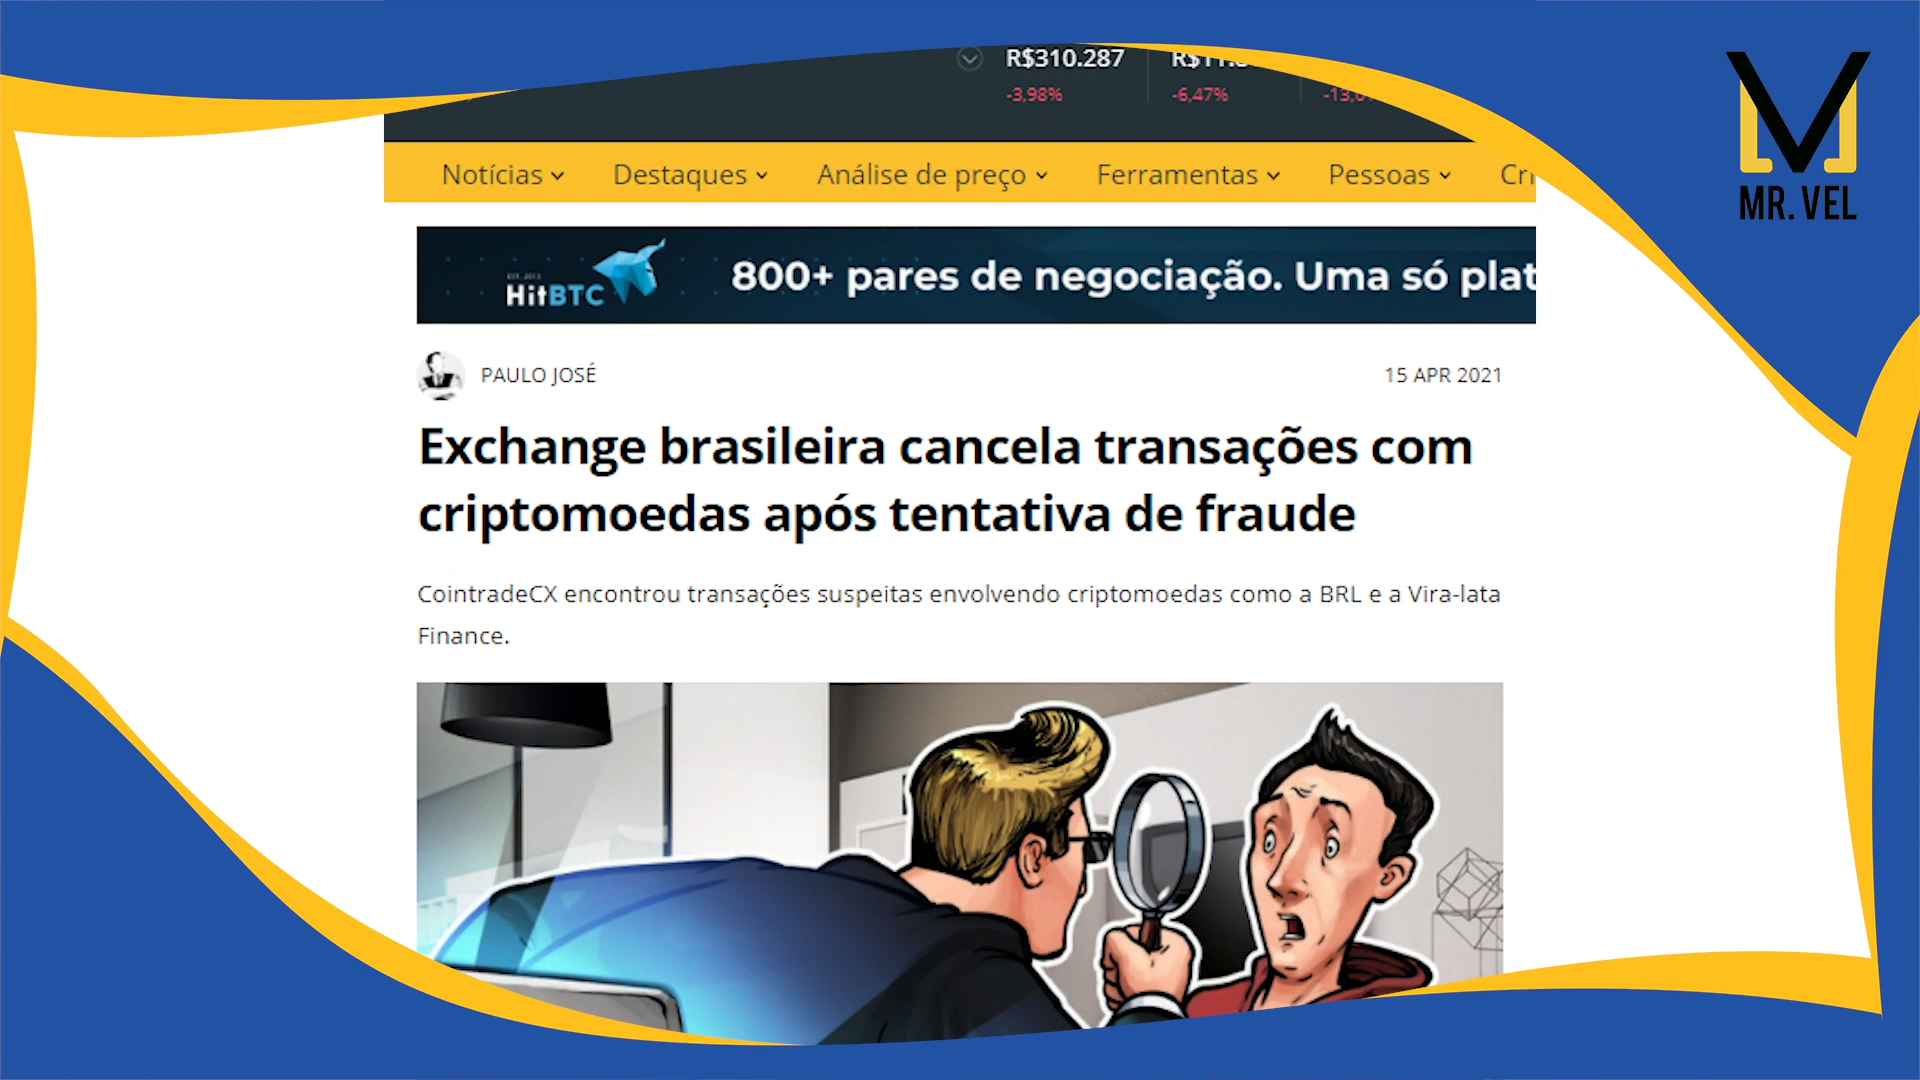 R$310.287
-3,98%
-6,47%
Notícias
Destaques
Análise de preço
Ferramentas
Pessoas
Cri
HitBTC
800+ pares de negociação. Uma só plat
PAULO JOSÉ
15 APR 2021
Exchange brasileira cancela transações com
criptomoedas após tentativa de fraude
CointradeCX encontrou transações suspeitas envolvendo criptomoedas como a BRL e a Vira-lata
Finance.
MR. VEL